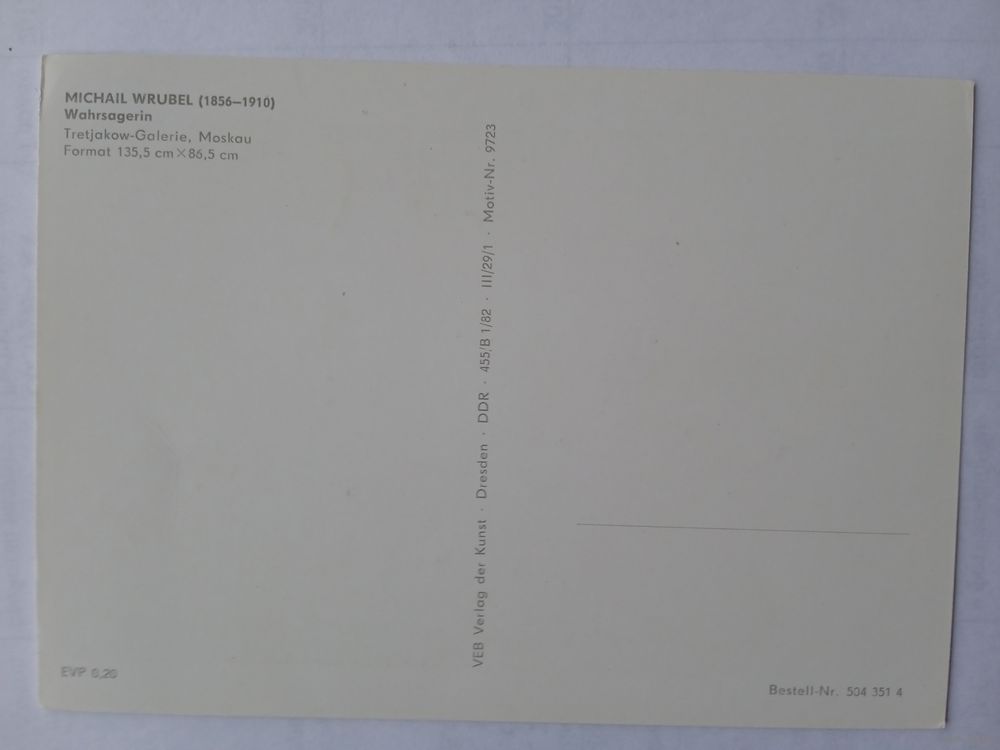 MICHAIL WRUBEL (1856–1910)
Wahrsagerin
Tretjakow-Galerie, Moskau
Format 135,5 cm×86,5 cm
VEB Verlag der Kunst · Dresden · DDR · 455/B 1/82 · III/29/1 · Motiv-Nr. 9723
EVP 0,20
Bestell-Nr. 504 351 4